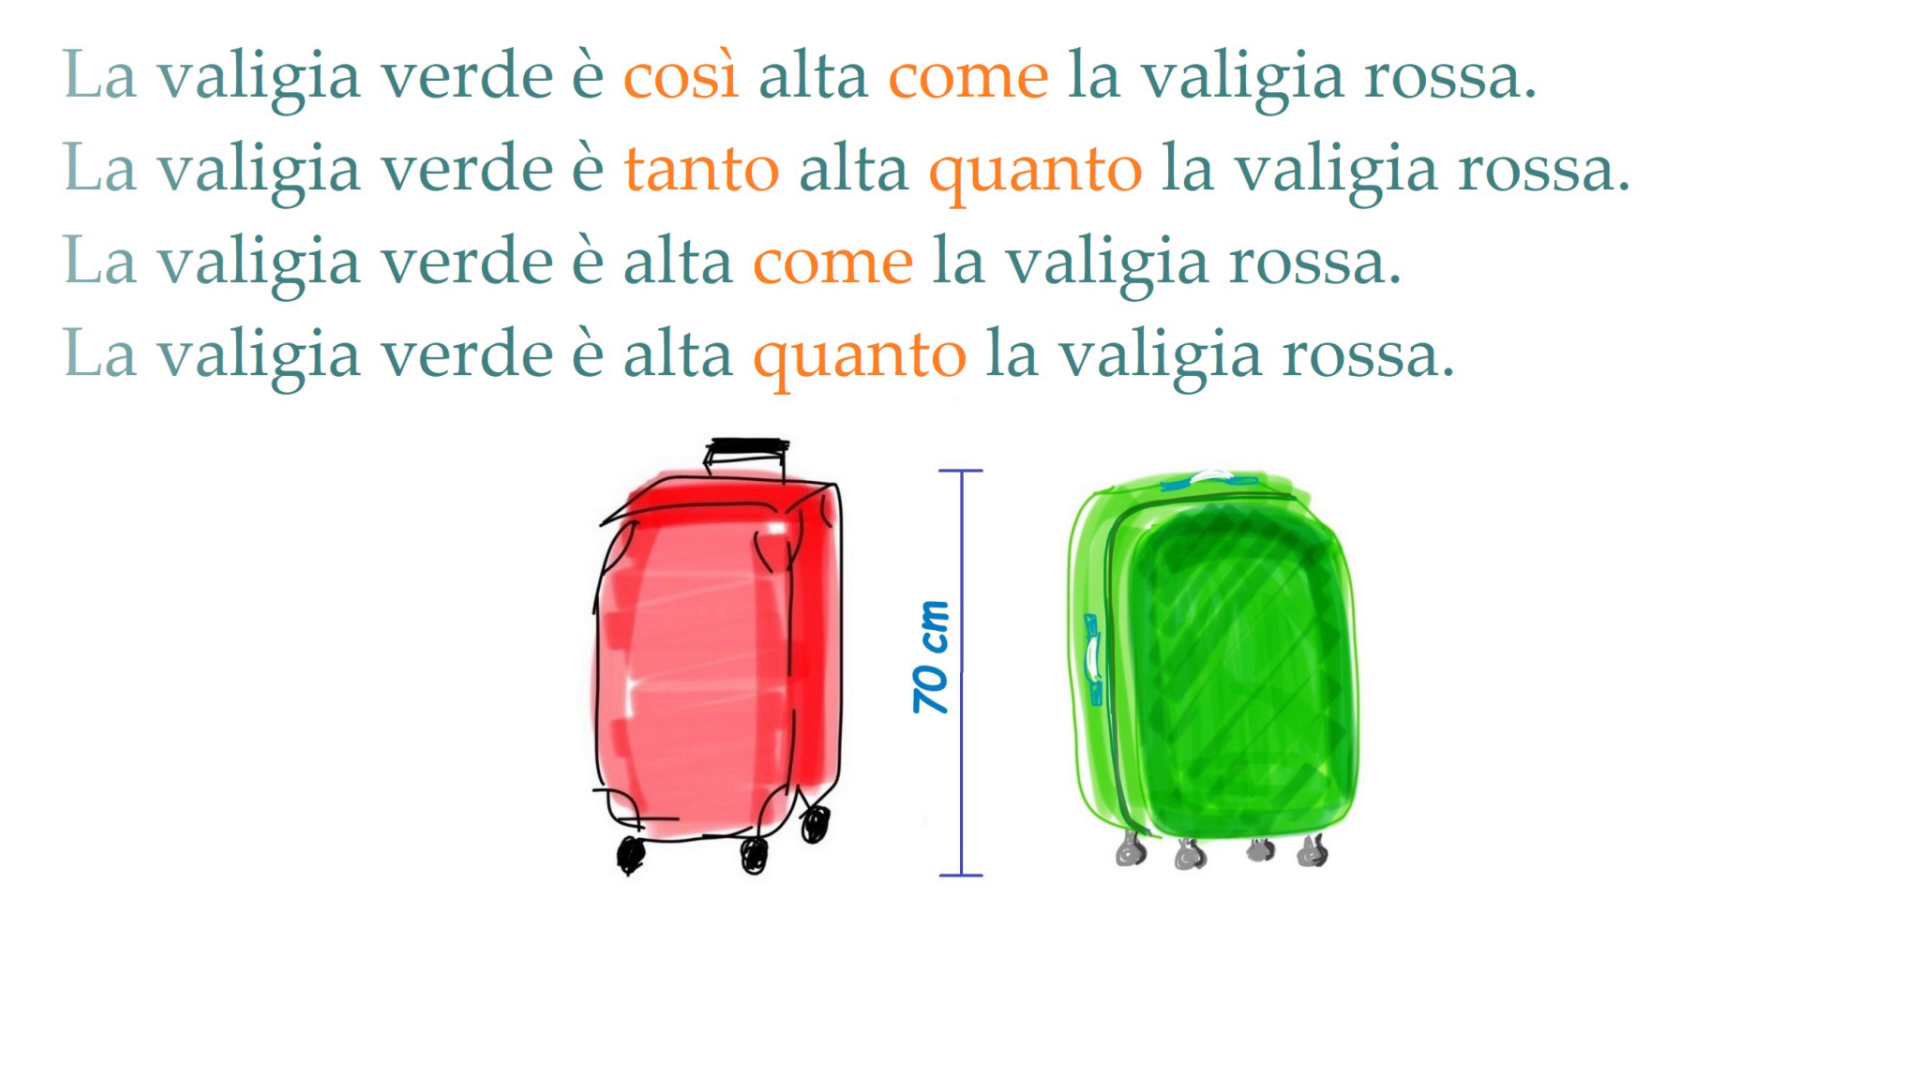 La valigia verde è così alta come la valigia rossa.
La valigia verde è tanto alta quanto la valigia rossa.
La valigia verde è alta come la valigia rossa.
La valigia verde è alta quanto la valigia rossa.
70 cm